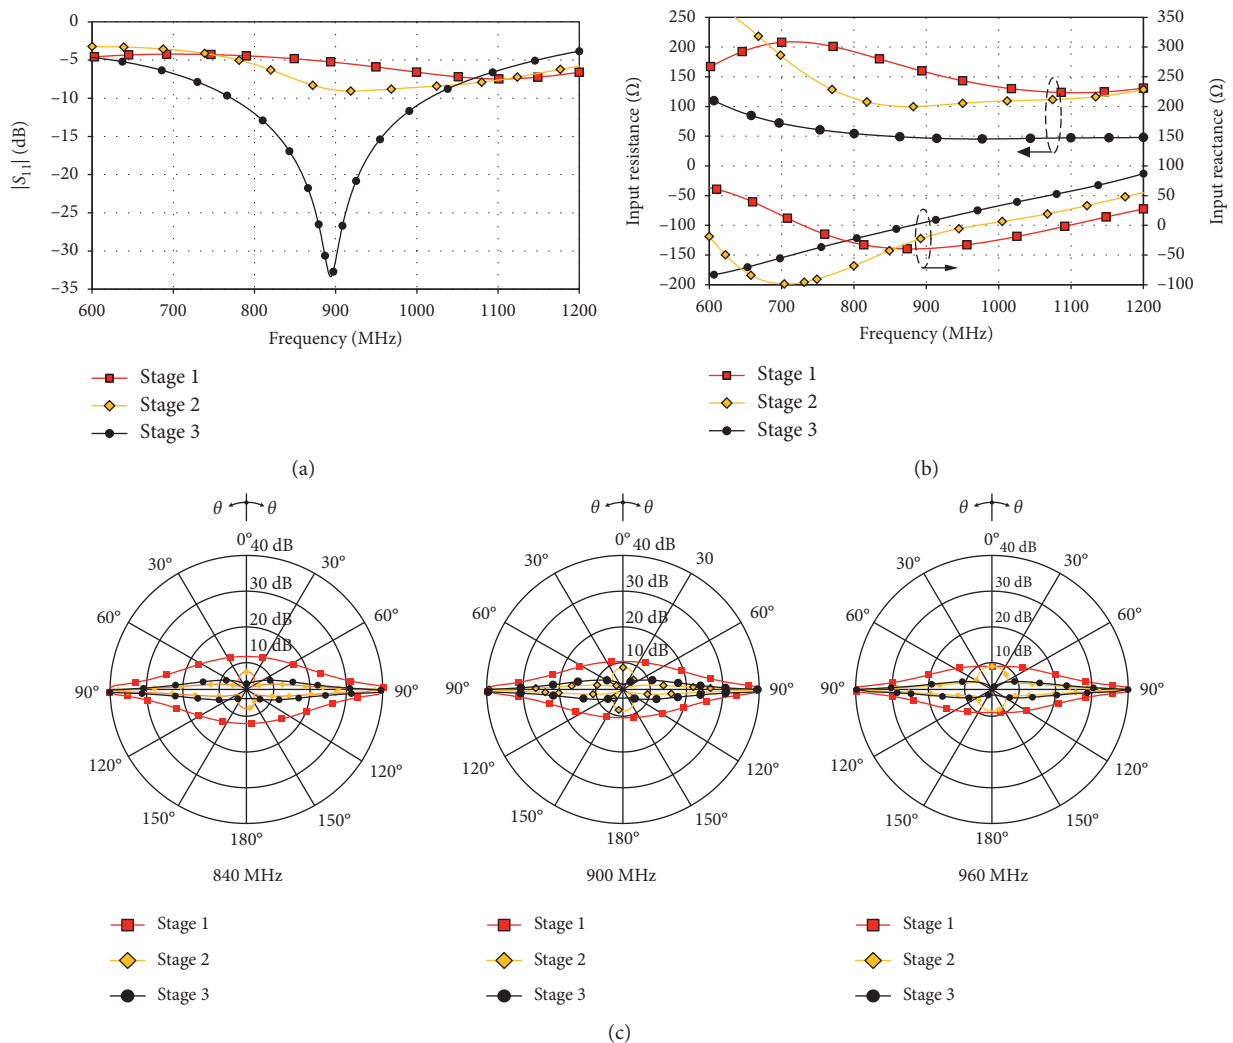 0
−5
−10
−15
−20
−25
−30
−35
|S11| (dB)
600 700 800 900 1000 1100 1200
Frequency (MHz)
Stage 1
Stage 2
Stage 3
(a)
250
200
150
100
50
0
−50
−100
−150
−200
Input resistance (Ω)
350
300
250
200
150
100
50
0
−50
−100
Input reactance (Ω)
600 700 800 900 1000 1100 1200
Frequency (MHz)
Stage 1
Stage 2
Stage 3
(b)
θ θ
0°
40 dB
30 dB
20 dB
10 dB
30° 30°
60° 60°
90° 90°
120° 120°
150° 150°
180°
840 MHz
Stage 1
Stage 2
Stage 3
θ θ
0°
40 dB
30 dB
20 dB
10 dB
30° 30°
60° 60°
90° 90°
120° 120°
150° 150°
180°
900 MHz
Stage 1
Stage 2
Stage 3
θ θ
0°
40 dB
30 dB
20 dB
10 dB
30° 30°
60° 60°
90° 90°
120° 120°
150° 150°
180°
960 MHz
Stage 1
Stage 2
Stage 3
(c)